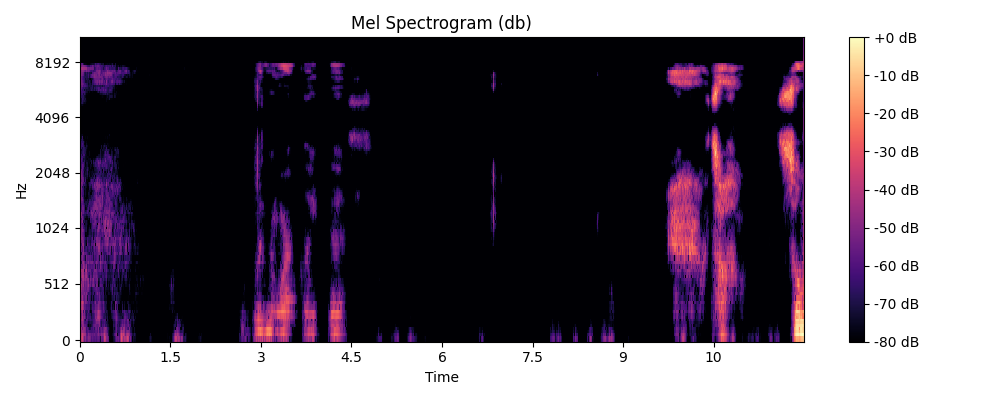 Mel Spectrogram (db)
+0 dB
8192
-10 dB
-20 dB
4096
-30 dB
Hz
2048
-40 dB
1024
-50 dB
512
-60 dB
-70 dB
0
-80 dB
0 1.5 3 4.5 6 7.5 9 10
Time